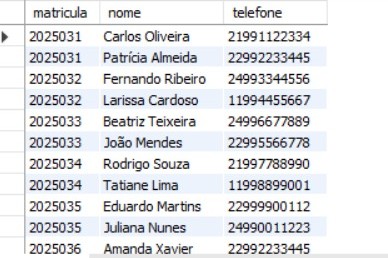 matricula nome telefone
2025031 Carlos Oliveira 21991122334
2025031 Patrícia Almeida 22992233445
2025032 Fernando Ribeiro 24993344556
2025032 Larissa Cardoso 11994455667
2025033 Beatriz Teixeira 24996677889
2025033 João Mendes 22995566778
2025034 Rodrigo Souza 21997788990
2025034 Tatiane Lima 11998899001
2025035 Eduardo Martins 22999900112
2025035 Juliana Nunes 24990011223
2025036 Amanda Xavier 22992233445